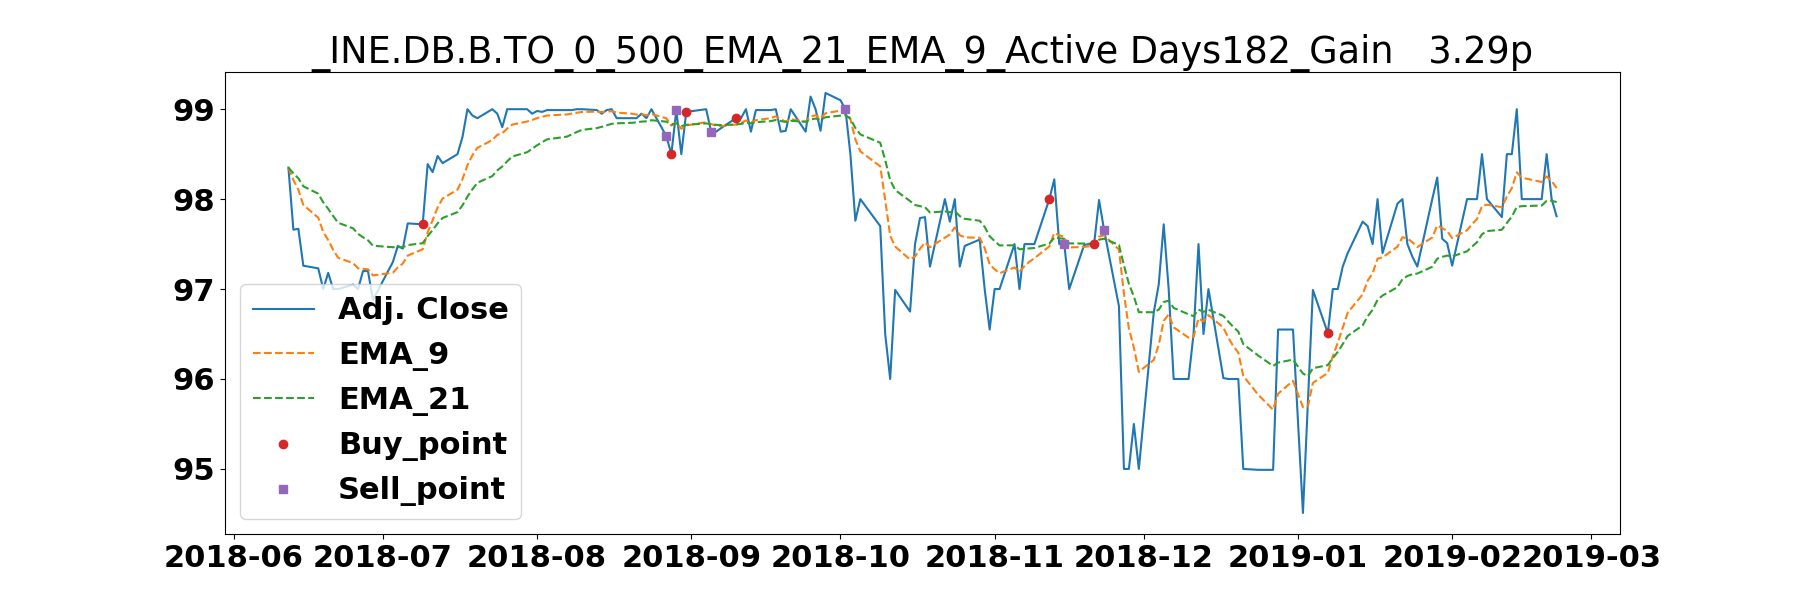 _INE.DB.B.TO_0_500_EMA_21_EMA_9_Active Days182_Gain   3.29p
99
98
97
96
95
Adj. Close
EMA_9
EMA_21
Buy_point
Sell_point
2018-06 2018-07 2018-08 2018-09 2018-10 2018-11 2018-12 2019-01 2019-02 2019-03